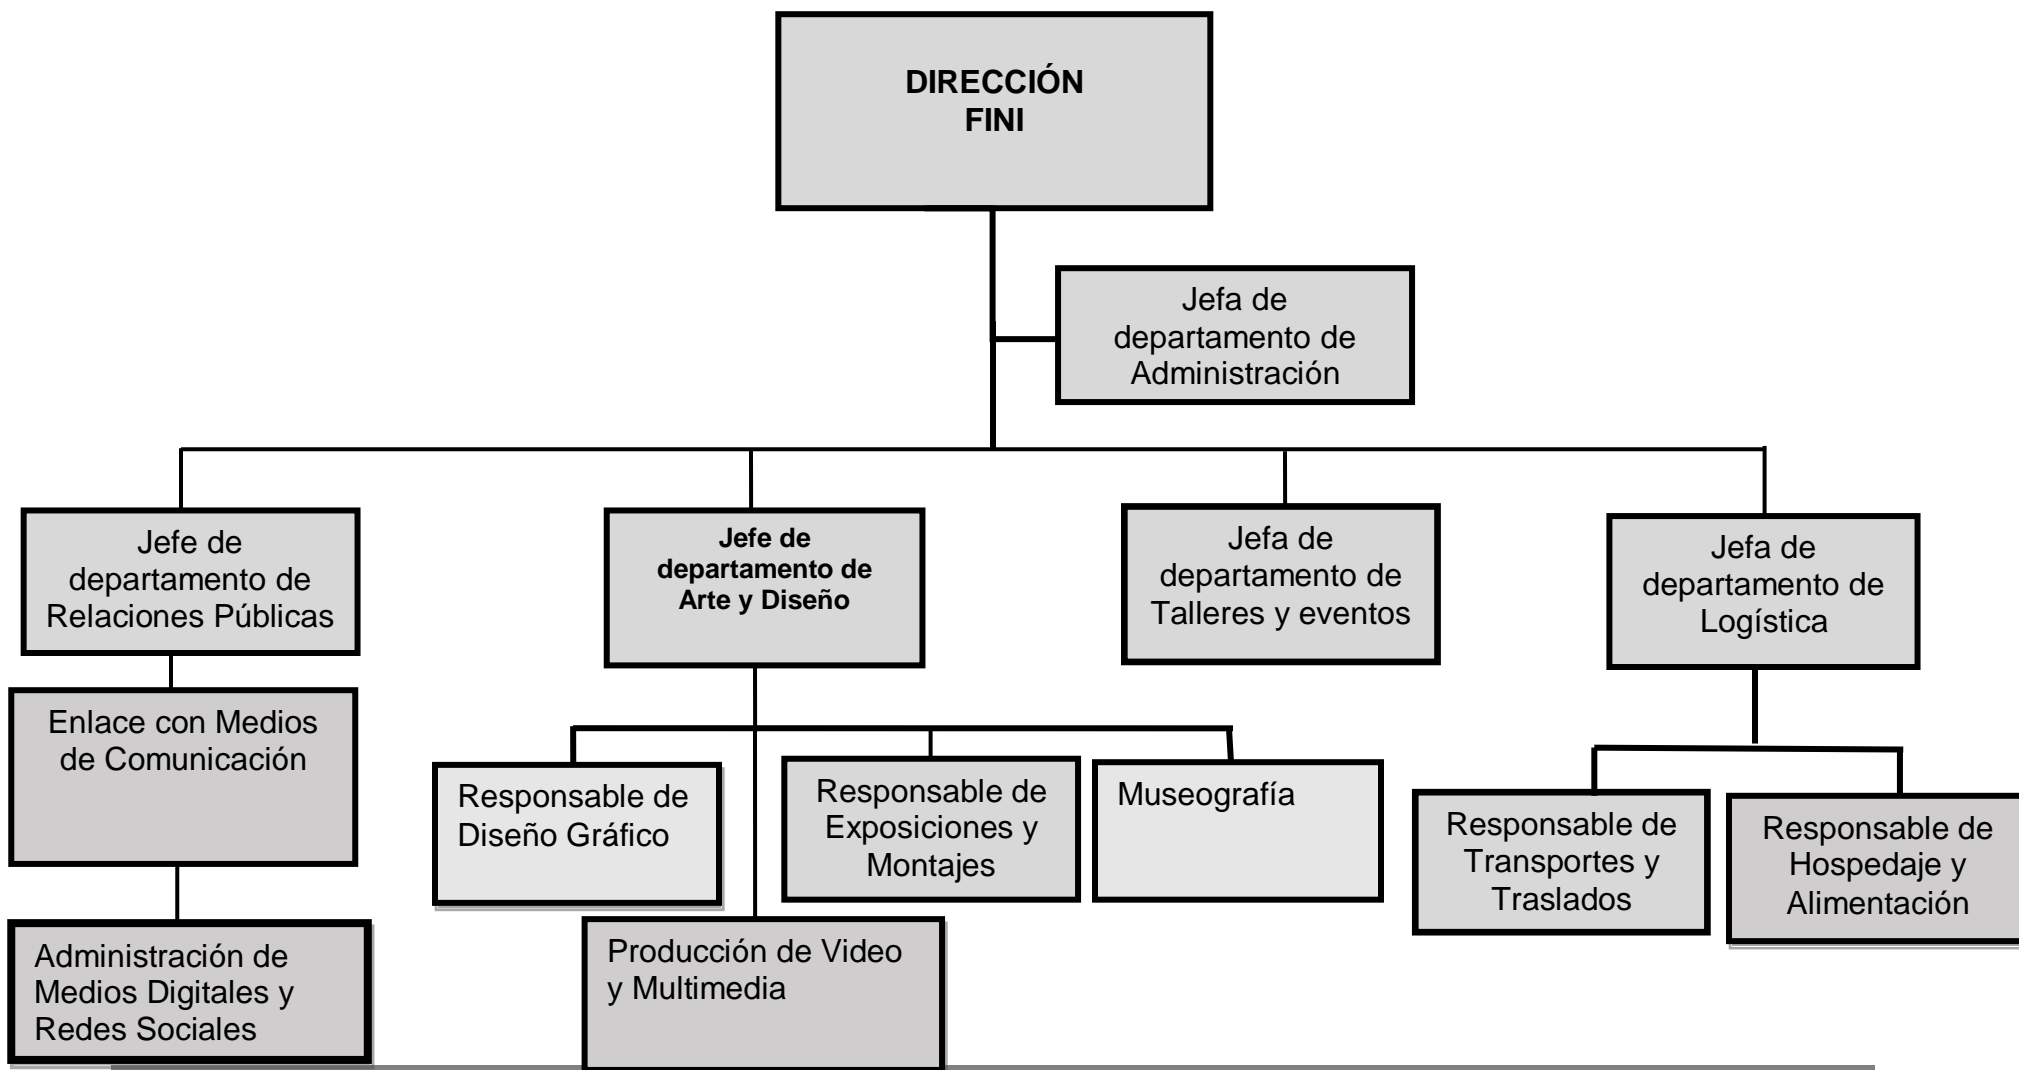 DIRECCIÓN
FINI
Jefa de
departamento de
Administración
Jefe de
departamento de
Relaciones Públicas
Jefe de
departamento de
Arte y Diseño
Jefa de
departamento de
Talleres y eventos
Jefa de
departamento de
Logística
Enlace con Medios
de Comunicación
Responsable de
Diseño Gráfico
Responsable de
Exposiciones y
Montajes
Museografía
Responsable de
Transportes y
Traslados
Responsable de
Hospedaje y
Alimentación
Administración de
Medios Digitales y
Redes Sociales
Producción de Video
y Multimedia